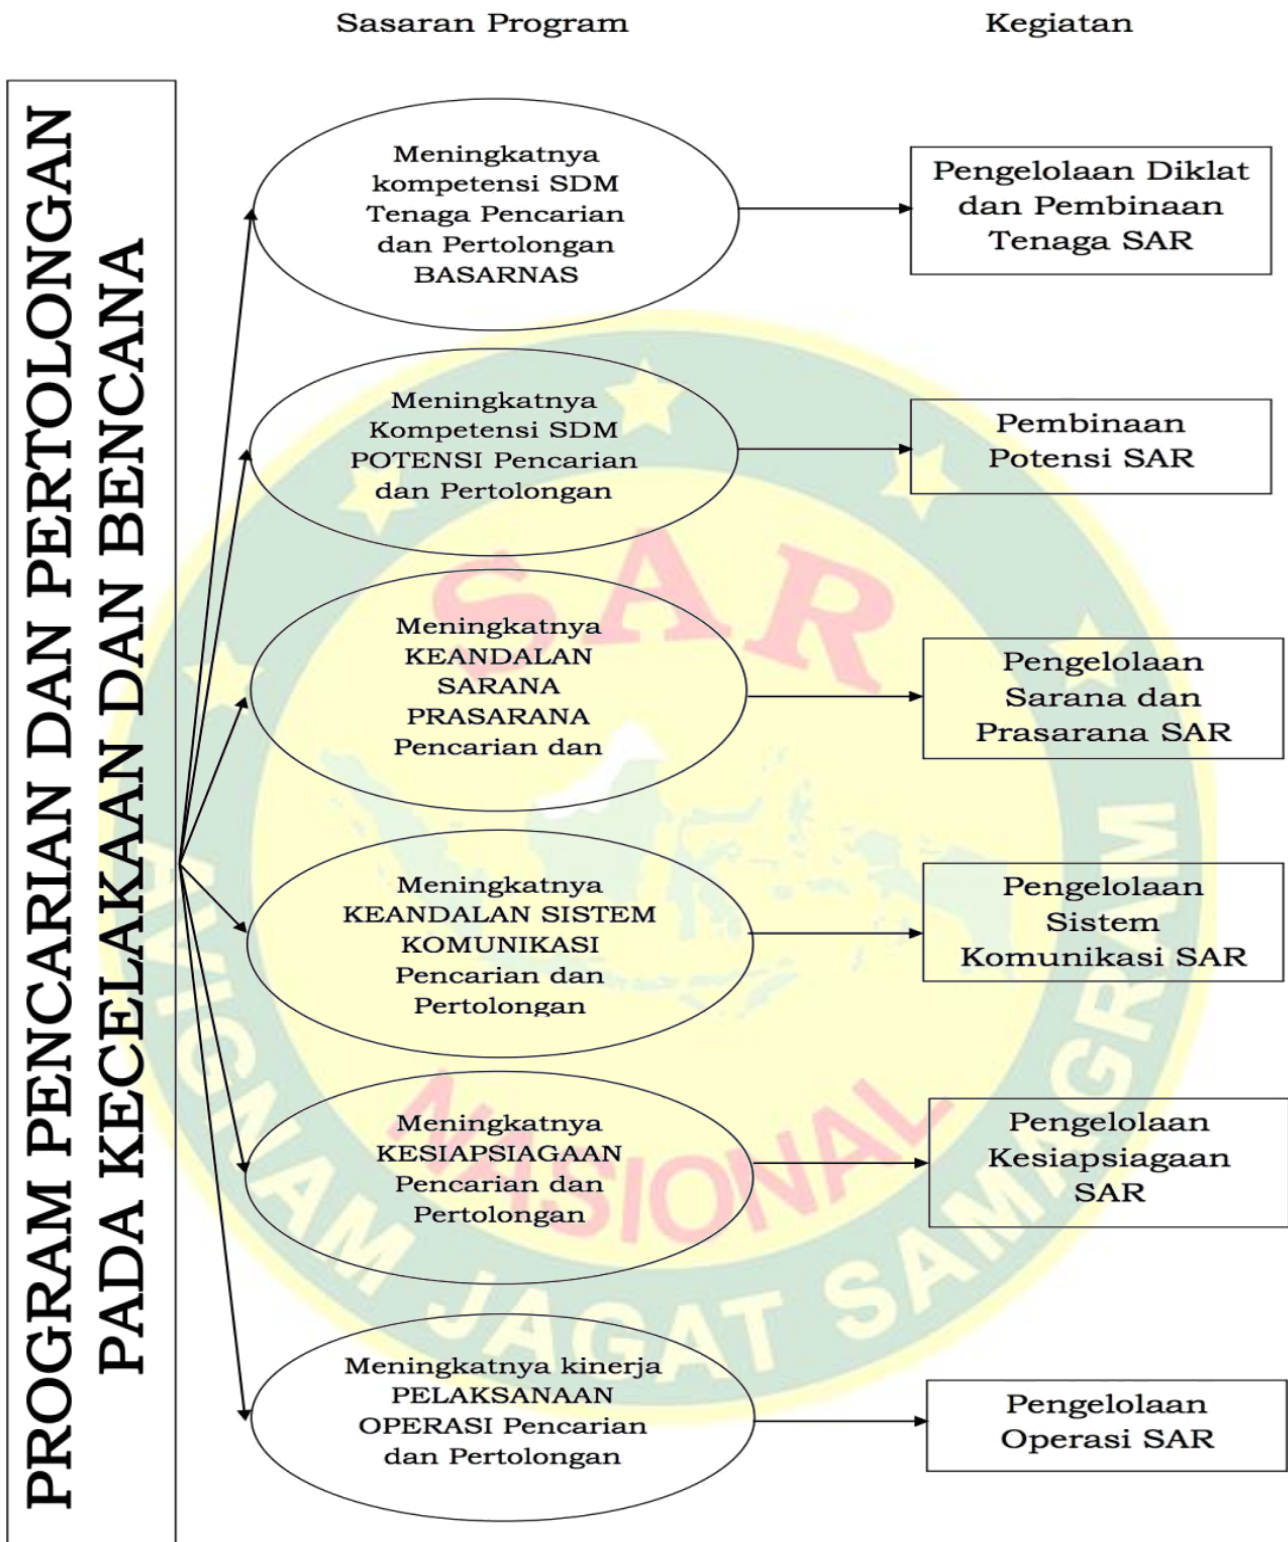 Sasaran Program
Kegiatan
PROGRAM PENCARIAN DAN PERTOLONGAN
PADA KECELAKAAN DAN BENCANA
Meningkatnya
kompetensi SDM
Tenaga Pencarian
dan Pertolongan
BASARNAS
Pengelolaan Diklat
dan Pembinaan
Tenaga SAR
Meningkatnya
Kompetensi SDM
POTENSI Pencarian
dan Pertolongan
Pembinaan
Potensi SAR
Meningkatnya
KEANDALAN
SARANA
PRASARANA
Pencarian dan
Pengelolaan
Sarana dan
Prasarana SAR
Meningkatnya
KEANDALAN SISTEM
KOMUNIKASI
Pencarian dan
Pertolongan
Pengelolaan
Sistem
Komunikasi SAR
Meningkatnya
KESIAPSIAGAAN
Pencarian dan
Pertolongan
Pengelolaan
Kesiapsiagaan
SAR
Meningkatnya kinerja
PELAKSANAAN
OPERASI Pencarian
dan Pertolongan
Pengelolaan
Operasi SAR
SAR
NASIONAL
AVIGNAM JAGAT SAMAGRAM